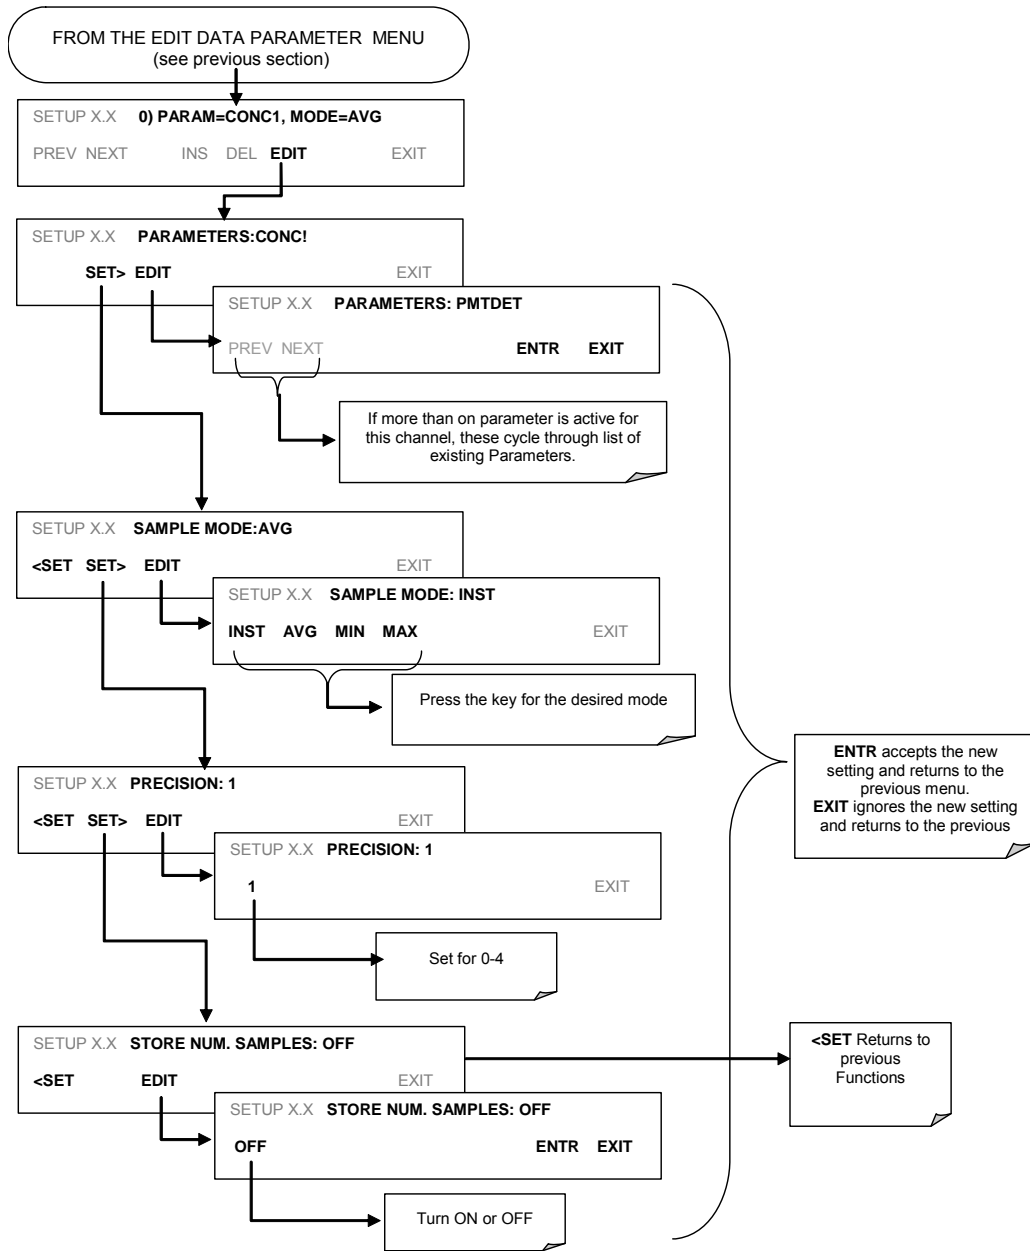 FROM THE EDIT DATA PARAMETER MENU
(see previous section)
SETUP X.X 0) PARAM=CONC1, MODE=AVG
PREV NEXT INS DEL EDIT EXIT
SETUP X.X PARAMETERS:CONC!
SET> EDIT EXIT
SETUP X.X PARAMETERS: PMTDET
PREV NEXT ENTR EXIT
If more than on parameter is active for
this channel, these cycle through list of
existing Parameters.
SETUP X.X SAMPLE MODE:AVG
<SET SET> EDIT EXIT
SETUP X.X SAMPLE MODE: INST
INST AVG MIN MAX EXIT
Press the key for the desired mode
ENTR accepts the new
setting and returns to the
previous menu.
EXIT ignores the new setting
and returns to the previous
SETUP X.X PRECISION: 1
<SET SET> EDIT EXIT
SETUP X.X PRECISION: 1
1 EXIT
Set for 0-4
SETUP X.X STORE NUM. SAMPLES: OFF
<SET EDIT EXIT
<SET Returns to
previous
Functions
SETUP X.X STORE NUM. SAMPLES: OFF
OFF ENTR EXIT
Turn ON or OFF